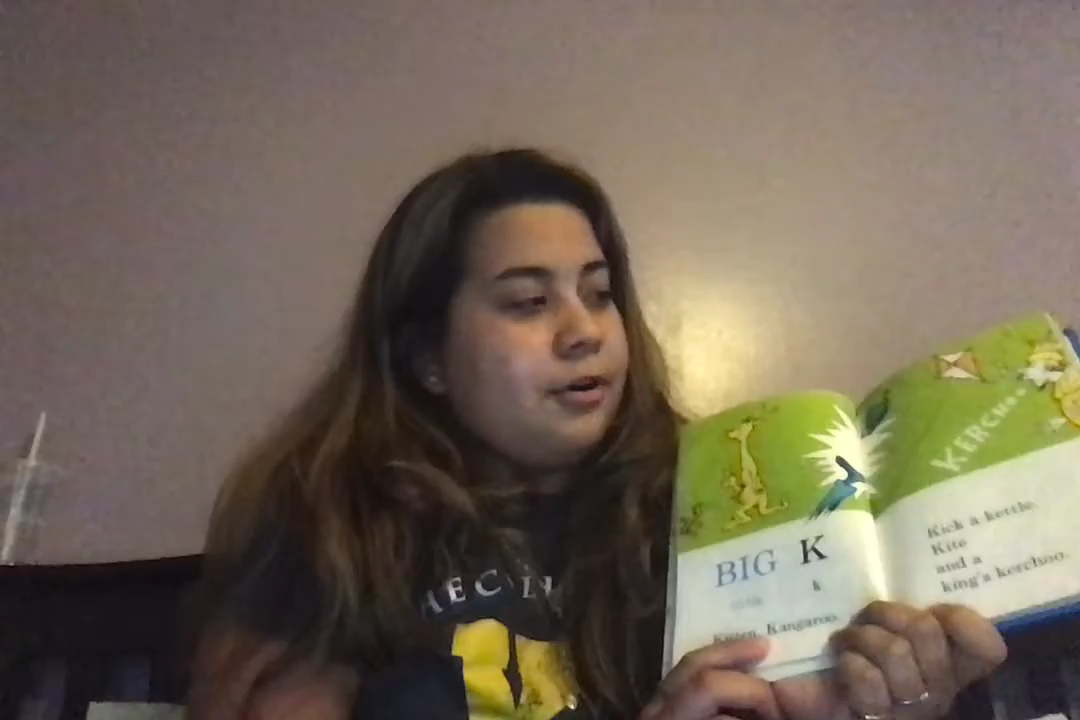 BIG K
k
Kitten. Kangaroo.
KERCHOO
Kick a kettle.
Kite
and a
king's kerchoo.